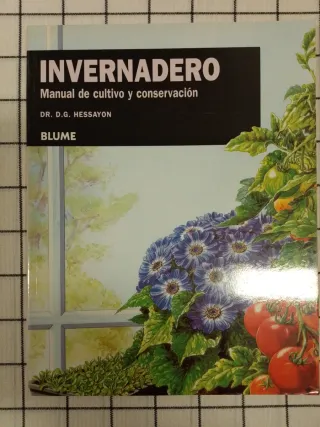 INVERNADERO
Manual de cultivo y conservación
DR. D.G. HESSAYON
BLUME